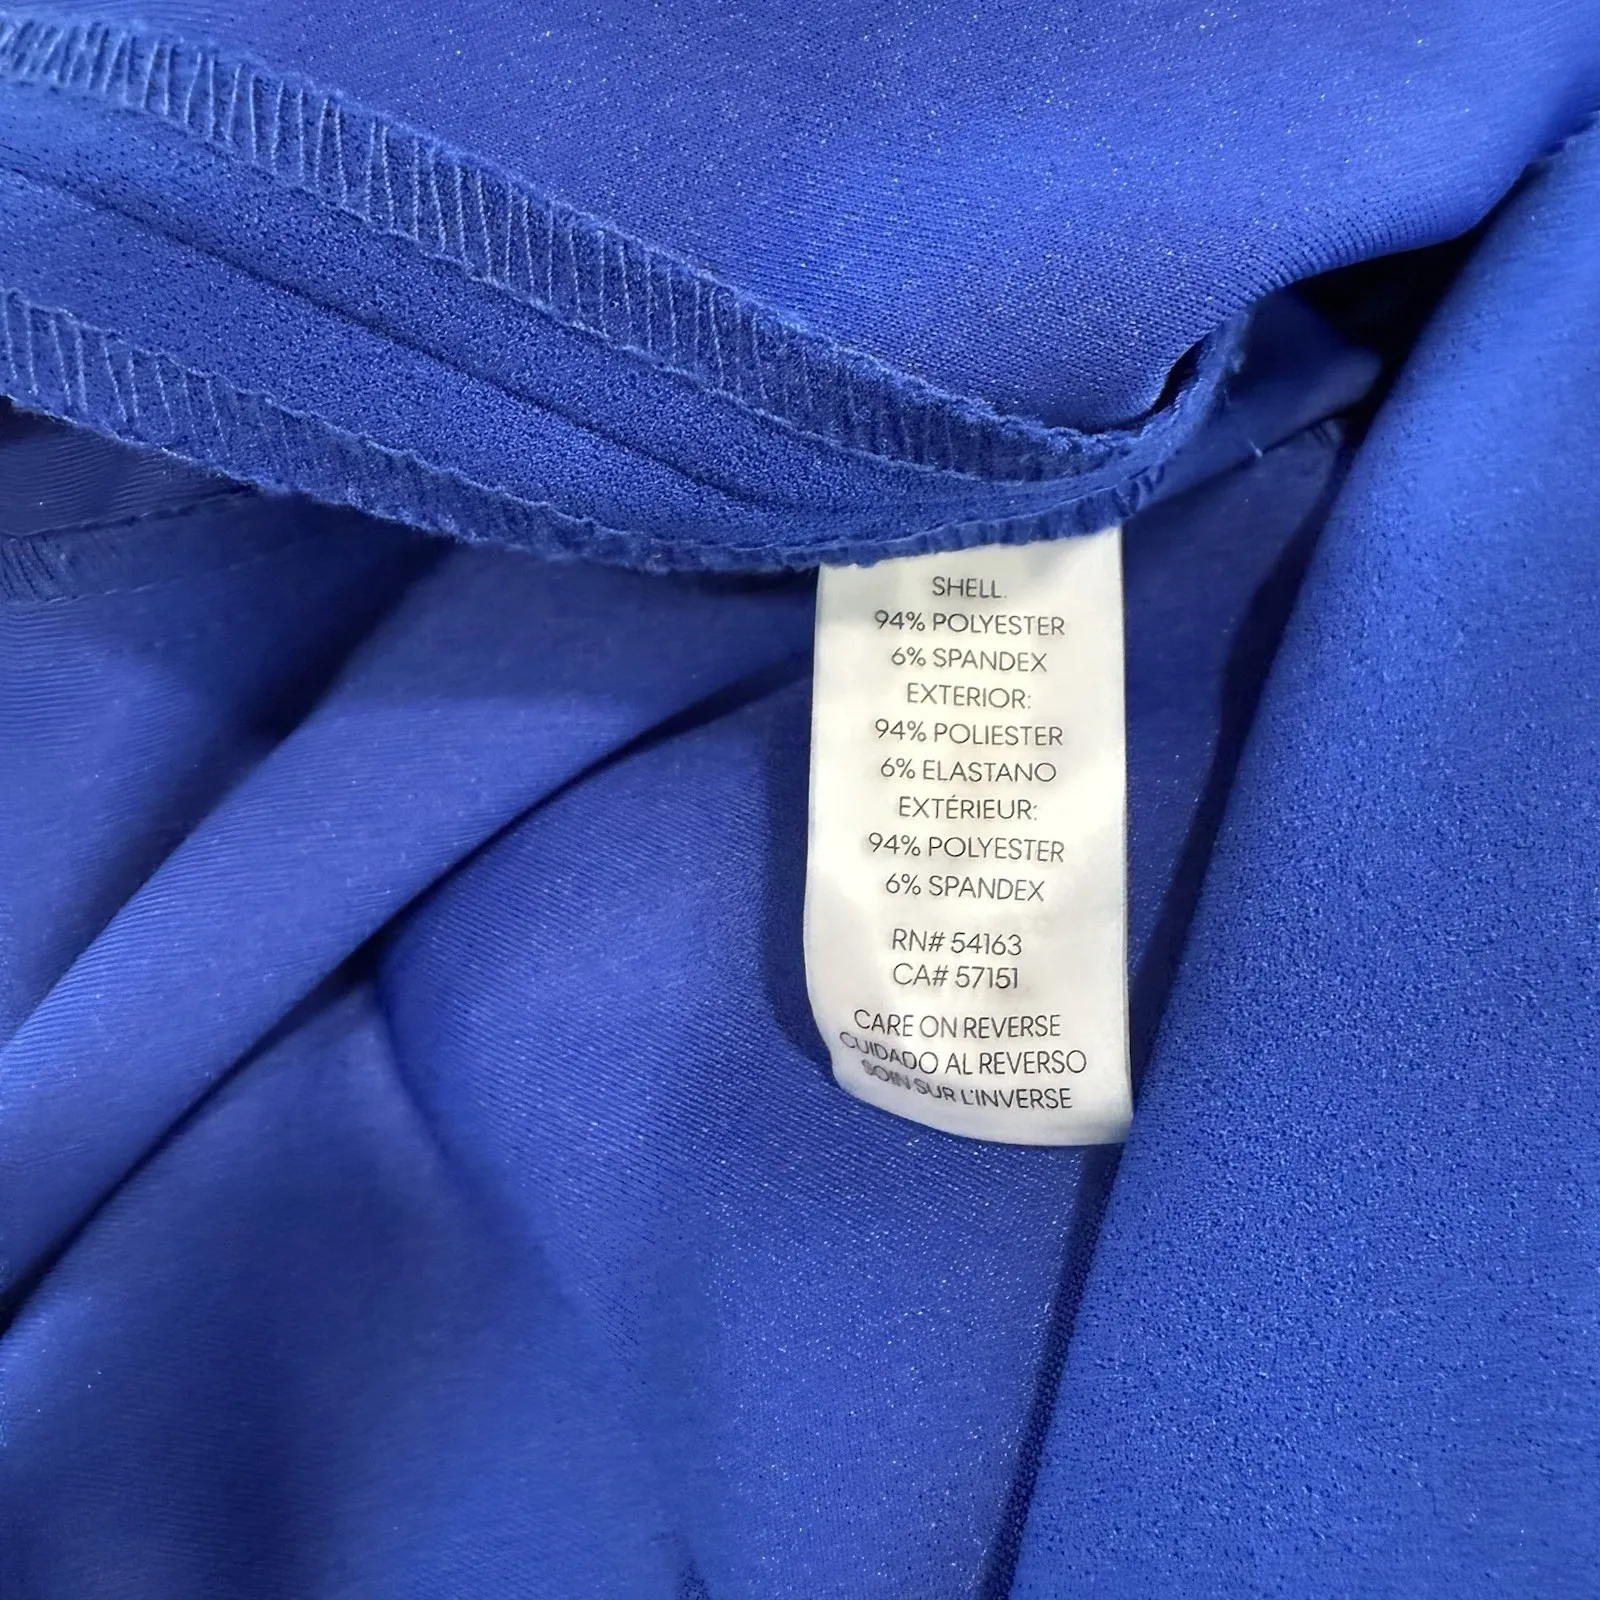 SHELL.
94% POLYESTER
6% SPANDEX
EXTERIOR:
94% POLIESTER
6% ELASTANO
EXTÉRIEUR:
94% POLYESTER
6% SPANDEX
RN# 54163
CA# 57151
CARE ON REVERSE
CUIDADO AL REVERSO
SOIN SUR L'INVERSE